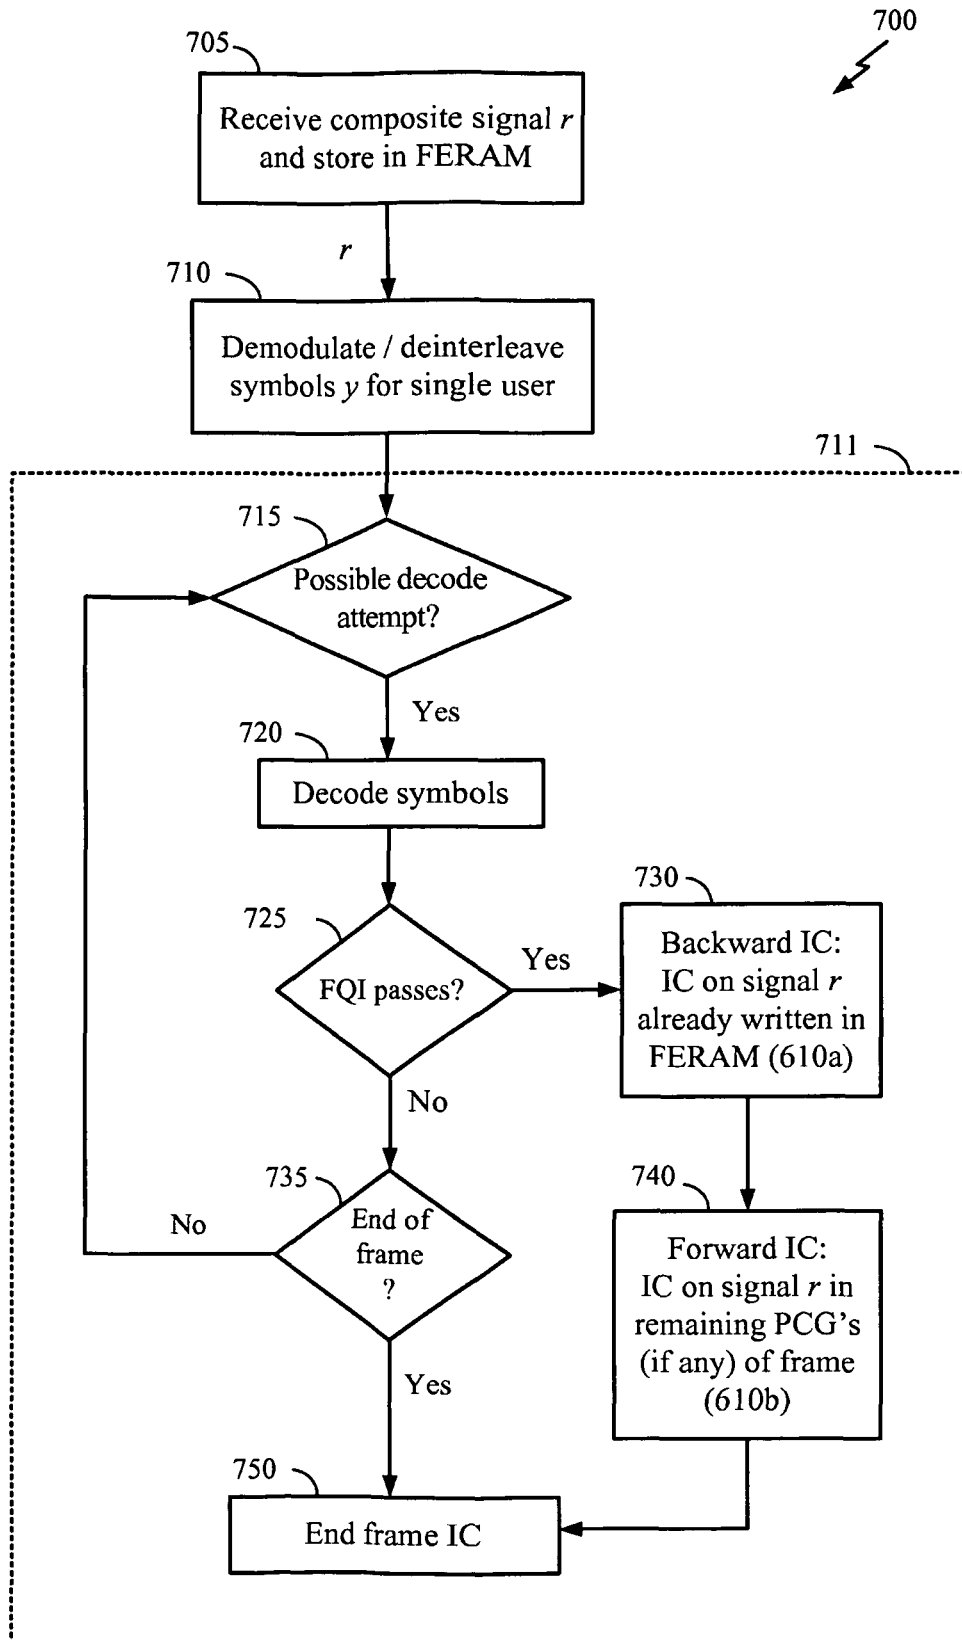 700
705
Receive composite signal r
and store in FERAM
r
710
Demodulate / deinterleave
symbols y for single user
711
715
Possible decode
attempt?
Yes
720
Decode symbols
725
FQI passes?
Yes
No
730
Backward IC:
IC on signal r
already written in
FERAM (610a)
735
End of
frame
?
No
Yes
740
Forward IC:
IC on signal r in
remaining PCG's
(if any) of frame
(610b)
750
End frame IC